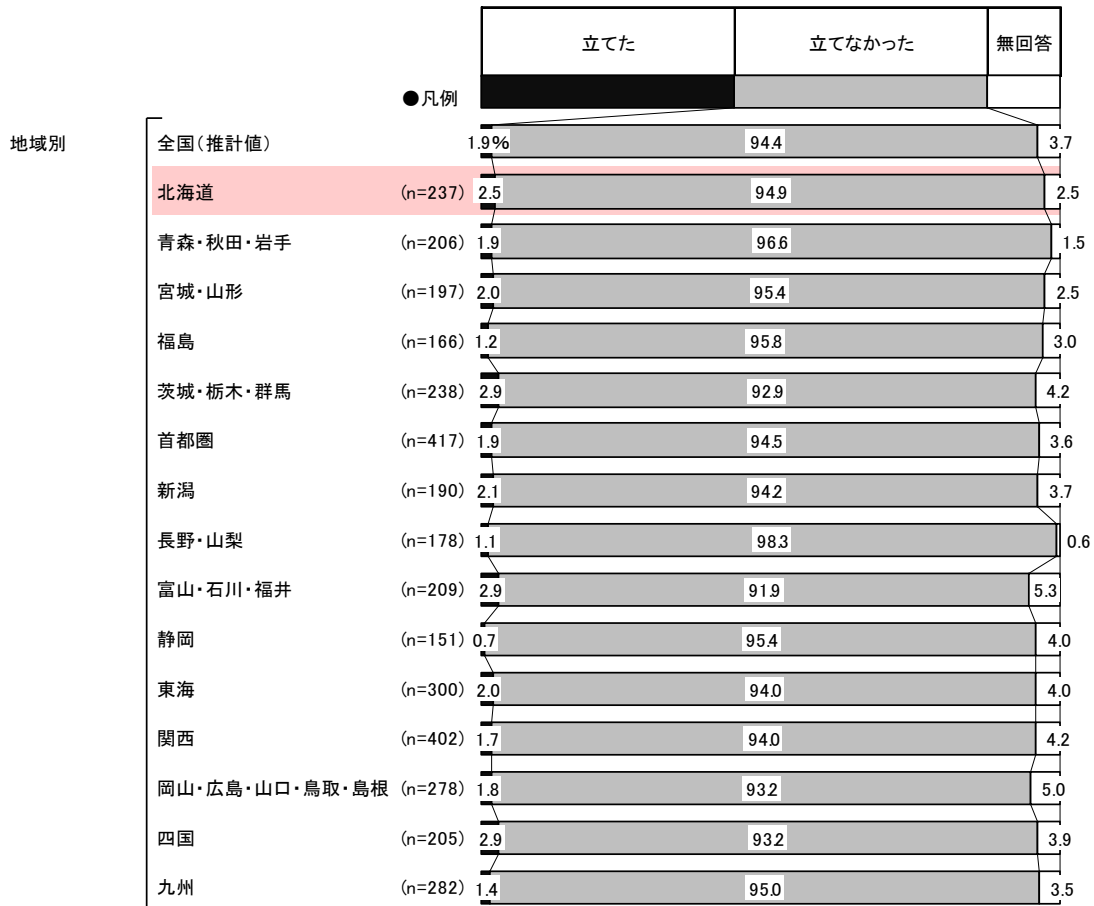 立てた 立てなかった 無回答
●凡例
地域別 全国(推計値) 1.9% 94.4 3.7
北海道 (n=237) 2.5 94.9 2.5
青森・秋田・岩手 (n=206) 1.9 96.6 1.5
宮城・山形 (n=197) 2.0 95.4 2.5
福島 (n=166) 1.2 95.8 3.0
茨城・栃木・群馬 (n=238) 2.9 92.9 4.2
首都圏 (n=417) 1.9 94.5 3.6
新潟 (n=190) 2.1 94.2 3.7
長野・山梨 (n=178) 1.1 98.3 0.6
富山・石川・福井 (n=209) 2.9 91.9 5.3
静岡 (n=151) 0.7 95.4 4.0
東海 (n=300) 2.0 94.0 4.0
関西 (n=402) 1.7 94.0 4.2
岡山・広島・山口・鳥取・島根 (n=278) 1.8 93.2 5.0
四国 (n=205) 2.9 93.2 3.9
九州 (n=282) 1.4 95.0 3.5